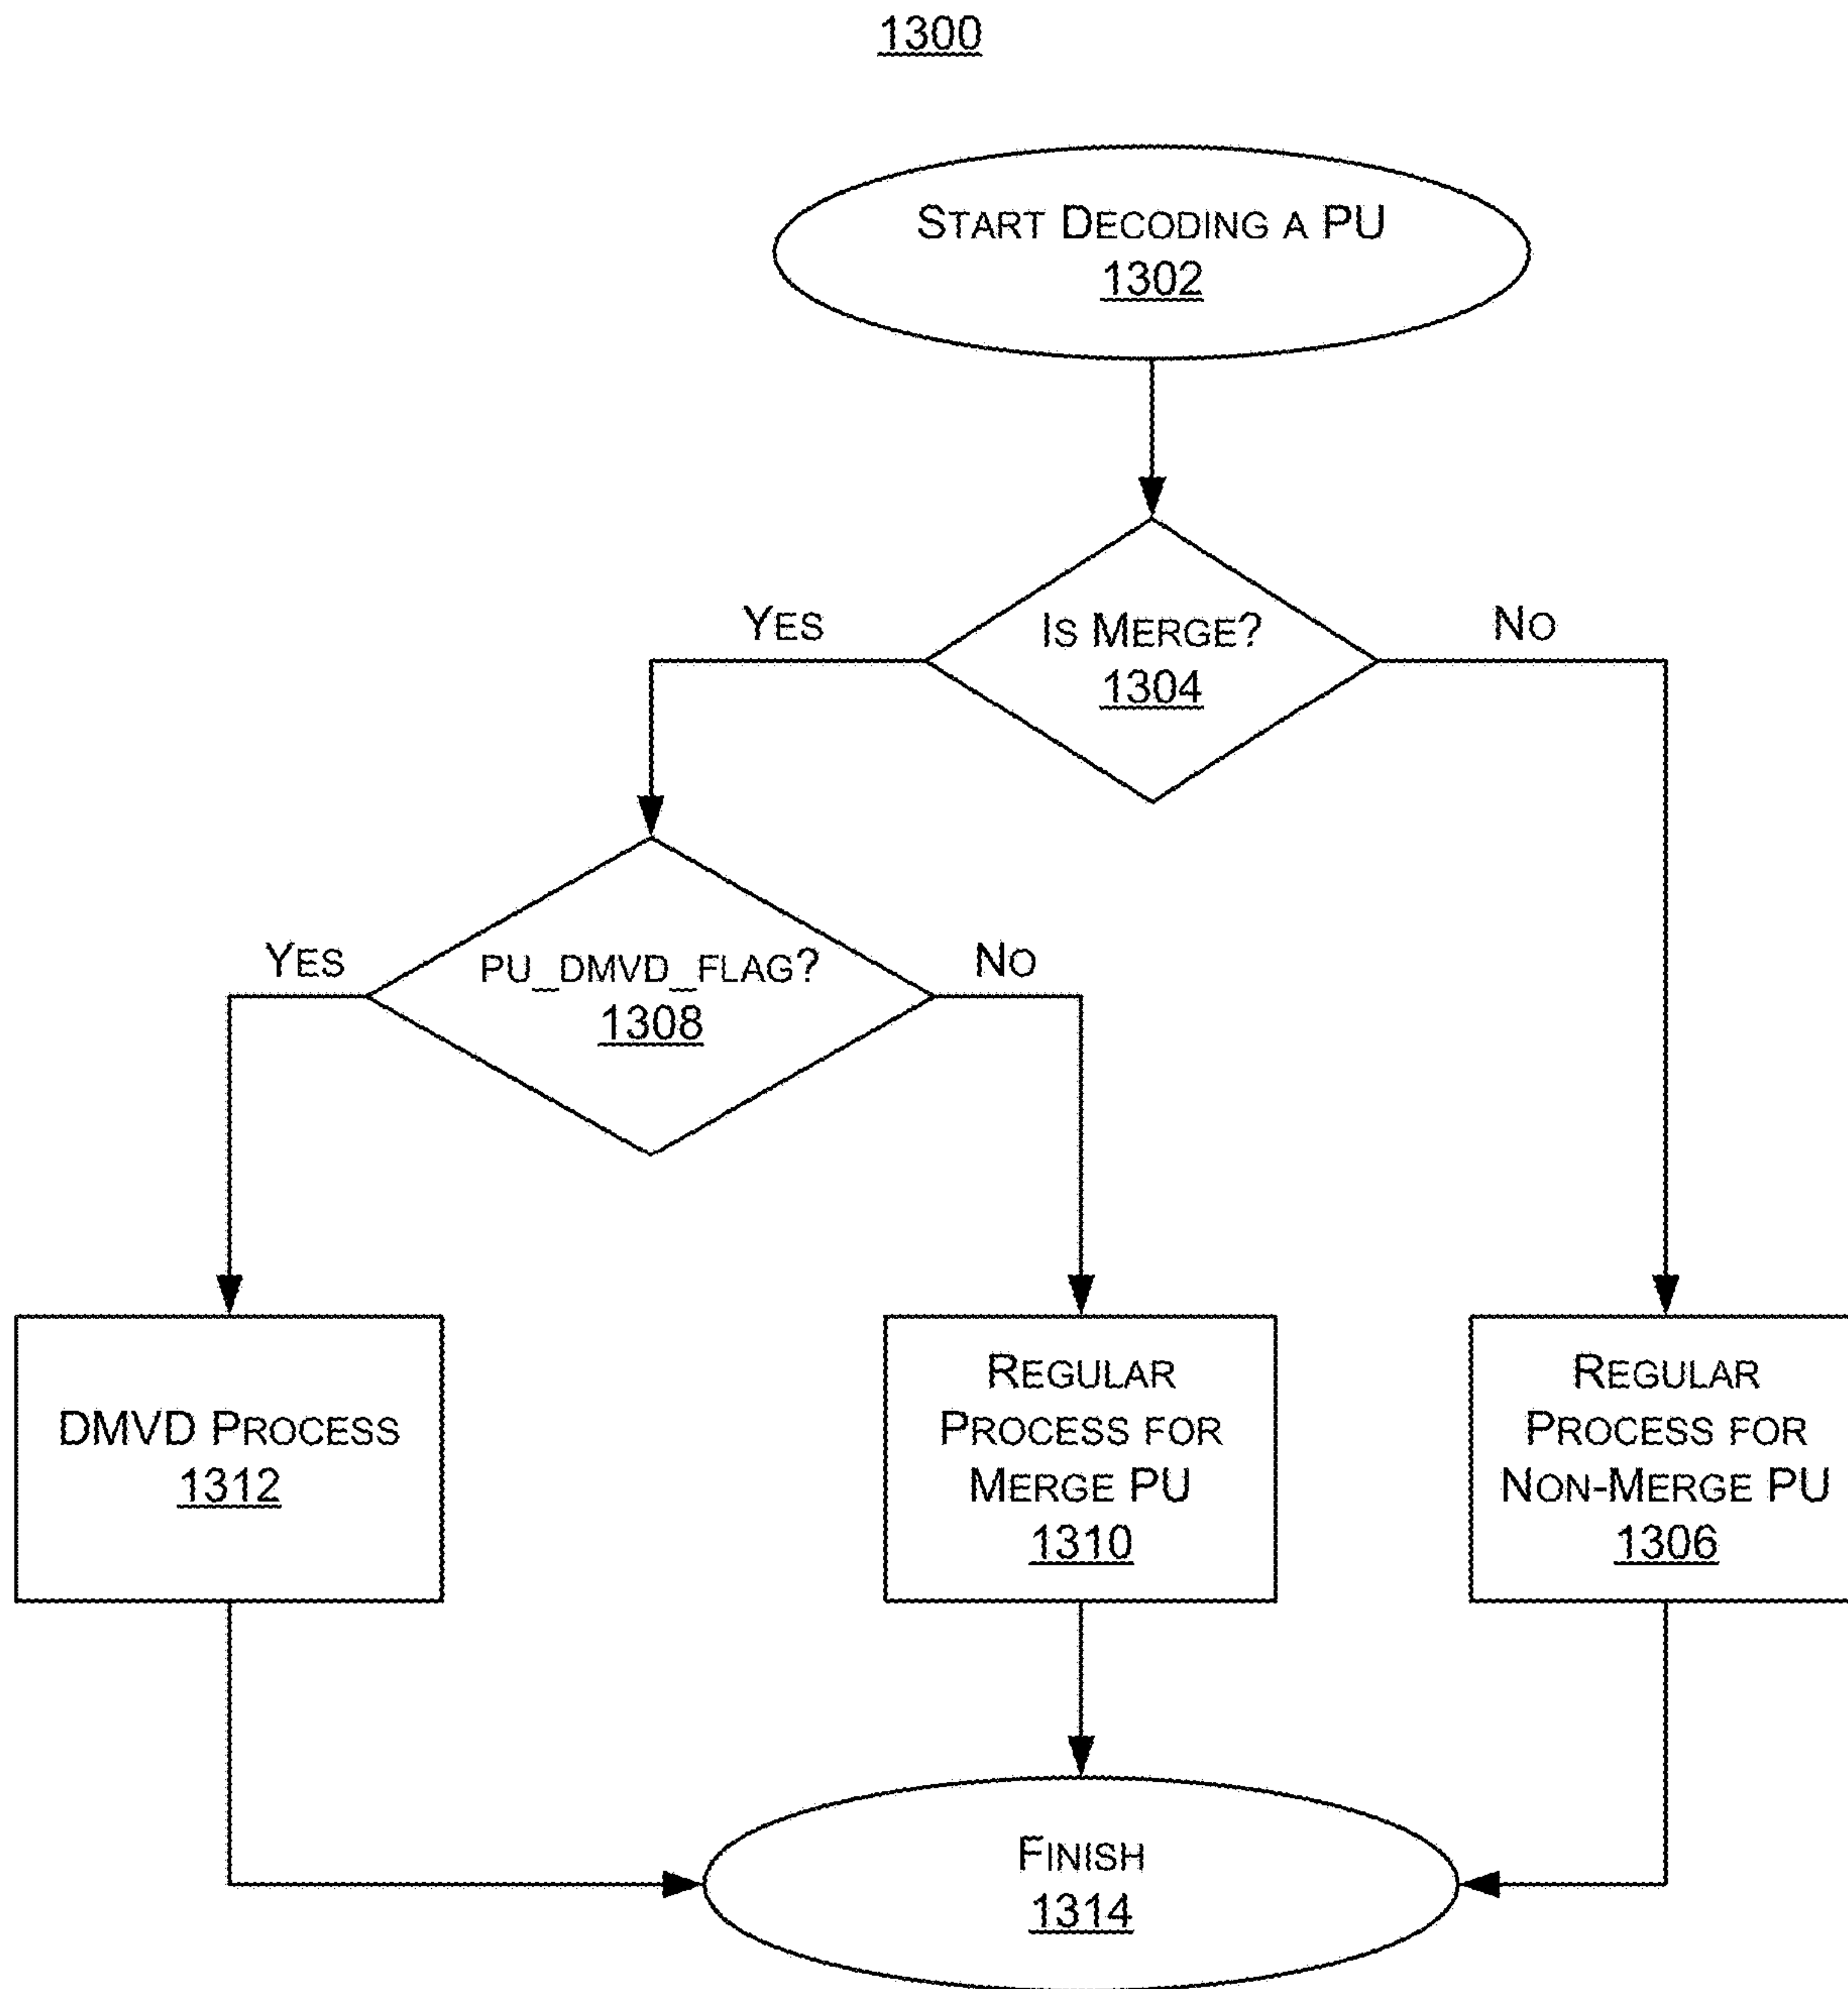 1300
START DECODING A PU
1302
IS MERGE?
1304
YES
NO
PU_DMVD_FLAG?
1308
YES
NO
DMVD PROCESS
1312
REGULAR
PROCESS FOR
MERGE PU
1310
REGULAR
PROCESS FOR
NON-MERGE PU
1306
FINISH
1314